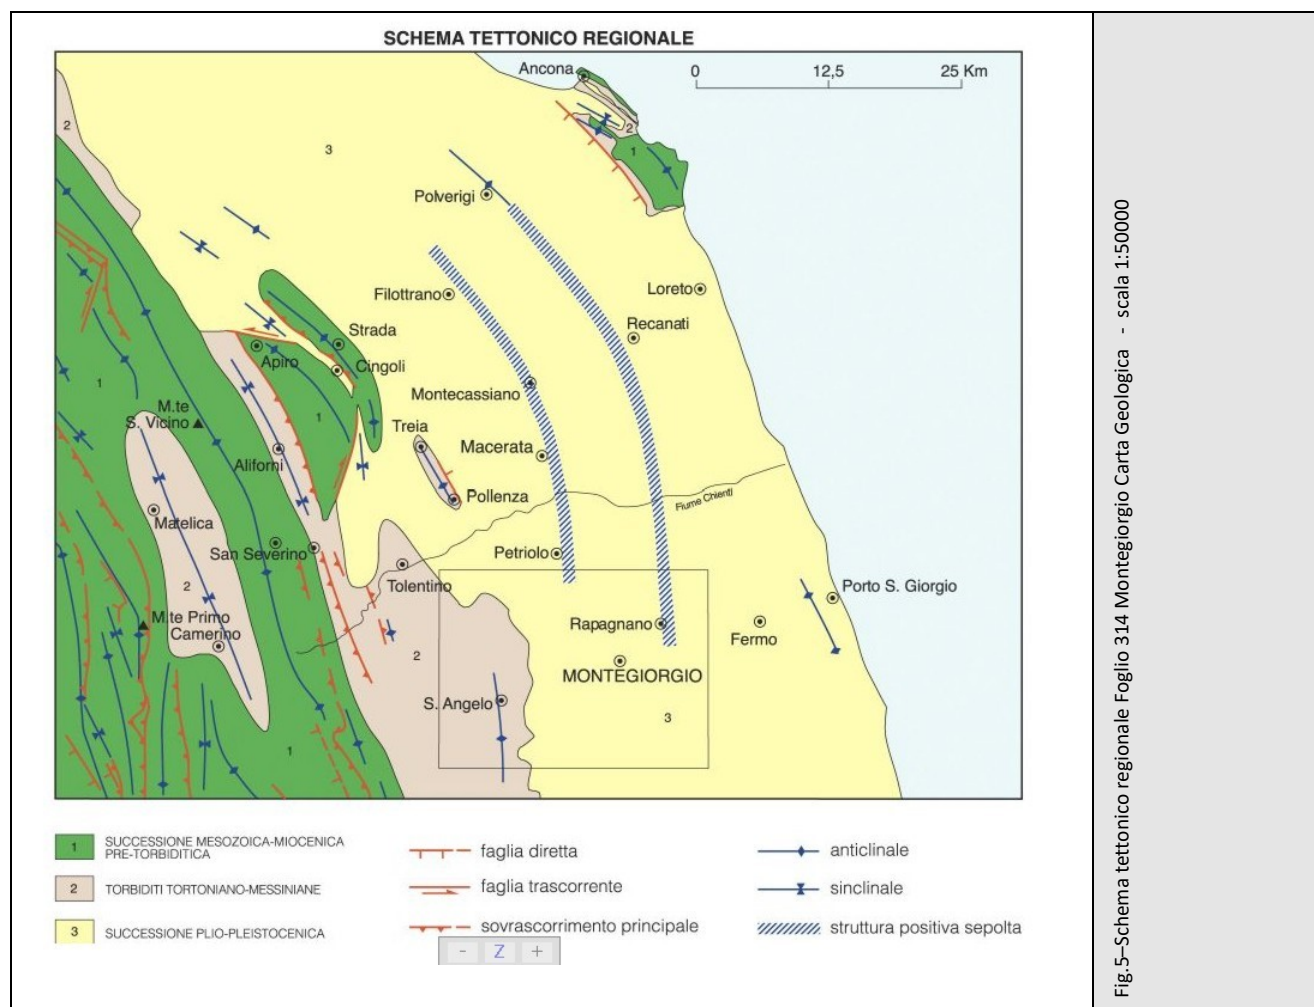 SCHEMA TETTONICO REGIONALE
Ancona
0
12,5
25 Km
2
2
3
1
Polverigi
Filottrano
Loreto
Strada
Recanati
Apiro
Cingoli
1
Montecassiano
M.te
S. Vicino
1
Treia
Macerata
Aliforni
Pollenza
Fiume Chienti
Matelica
San Severino
Petriolo
Tolentino
2
Porto S. Giorgio
M.te Primo
Camerino
Rapagnano
Fermo
2
MONTEGIORGIO
S. Angelo
3
1
1 SUCCESSIONE MESOZOICA-MIOCENICA
PRE-TORBIDITICA
2 TORBIDITI TORTONIANO-MESSINIANE
3 SUCCESSIONE PLIO-PLEISTOCENICA
faglia diretta
faglia trascorrente
sovrascorrimento principale
anticlinale
sinclinale
struttura positiva sepolta
- Z +
Fig.5–Schema tettonico regionale Foglio 314 Montegiorgio Carta Geologica - scala 1:50000